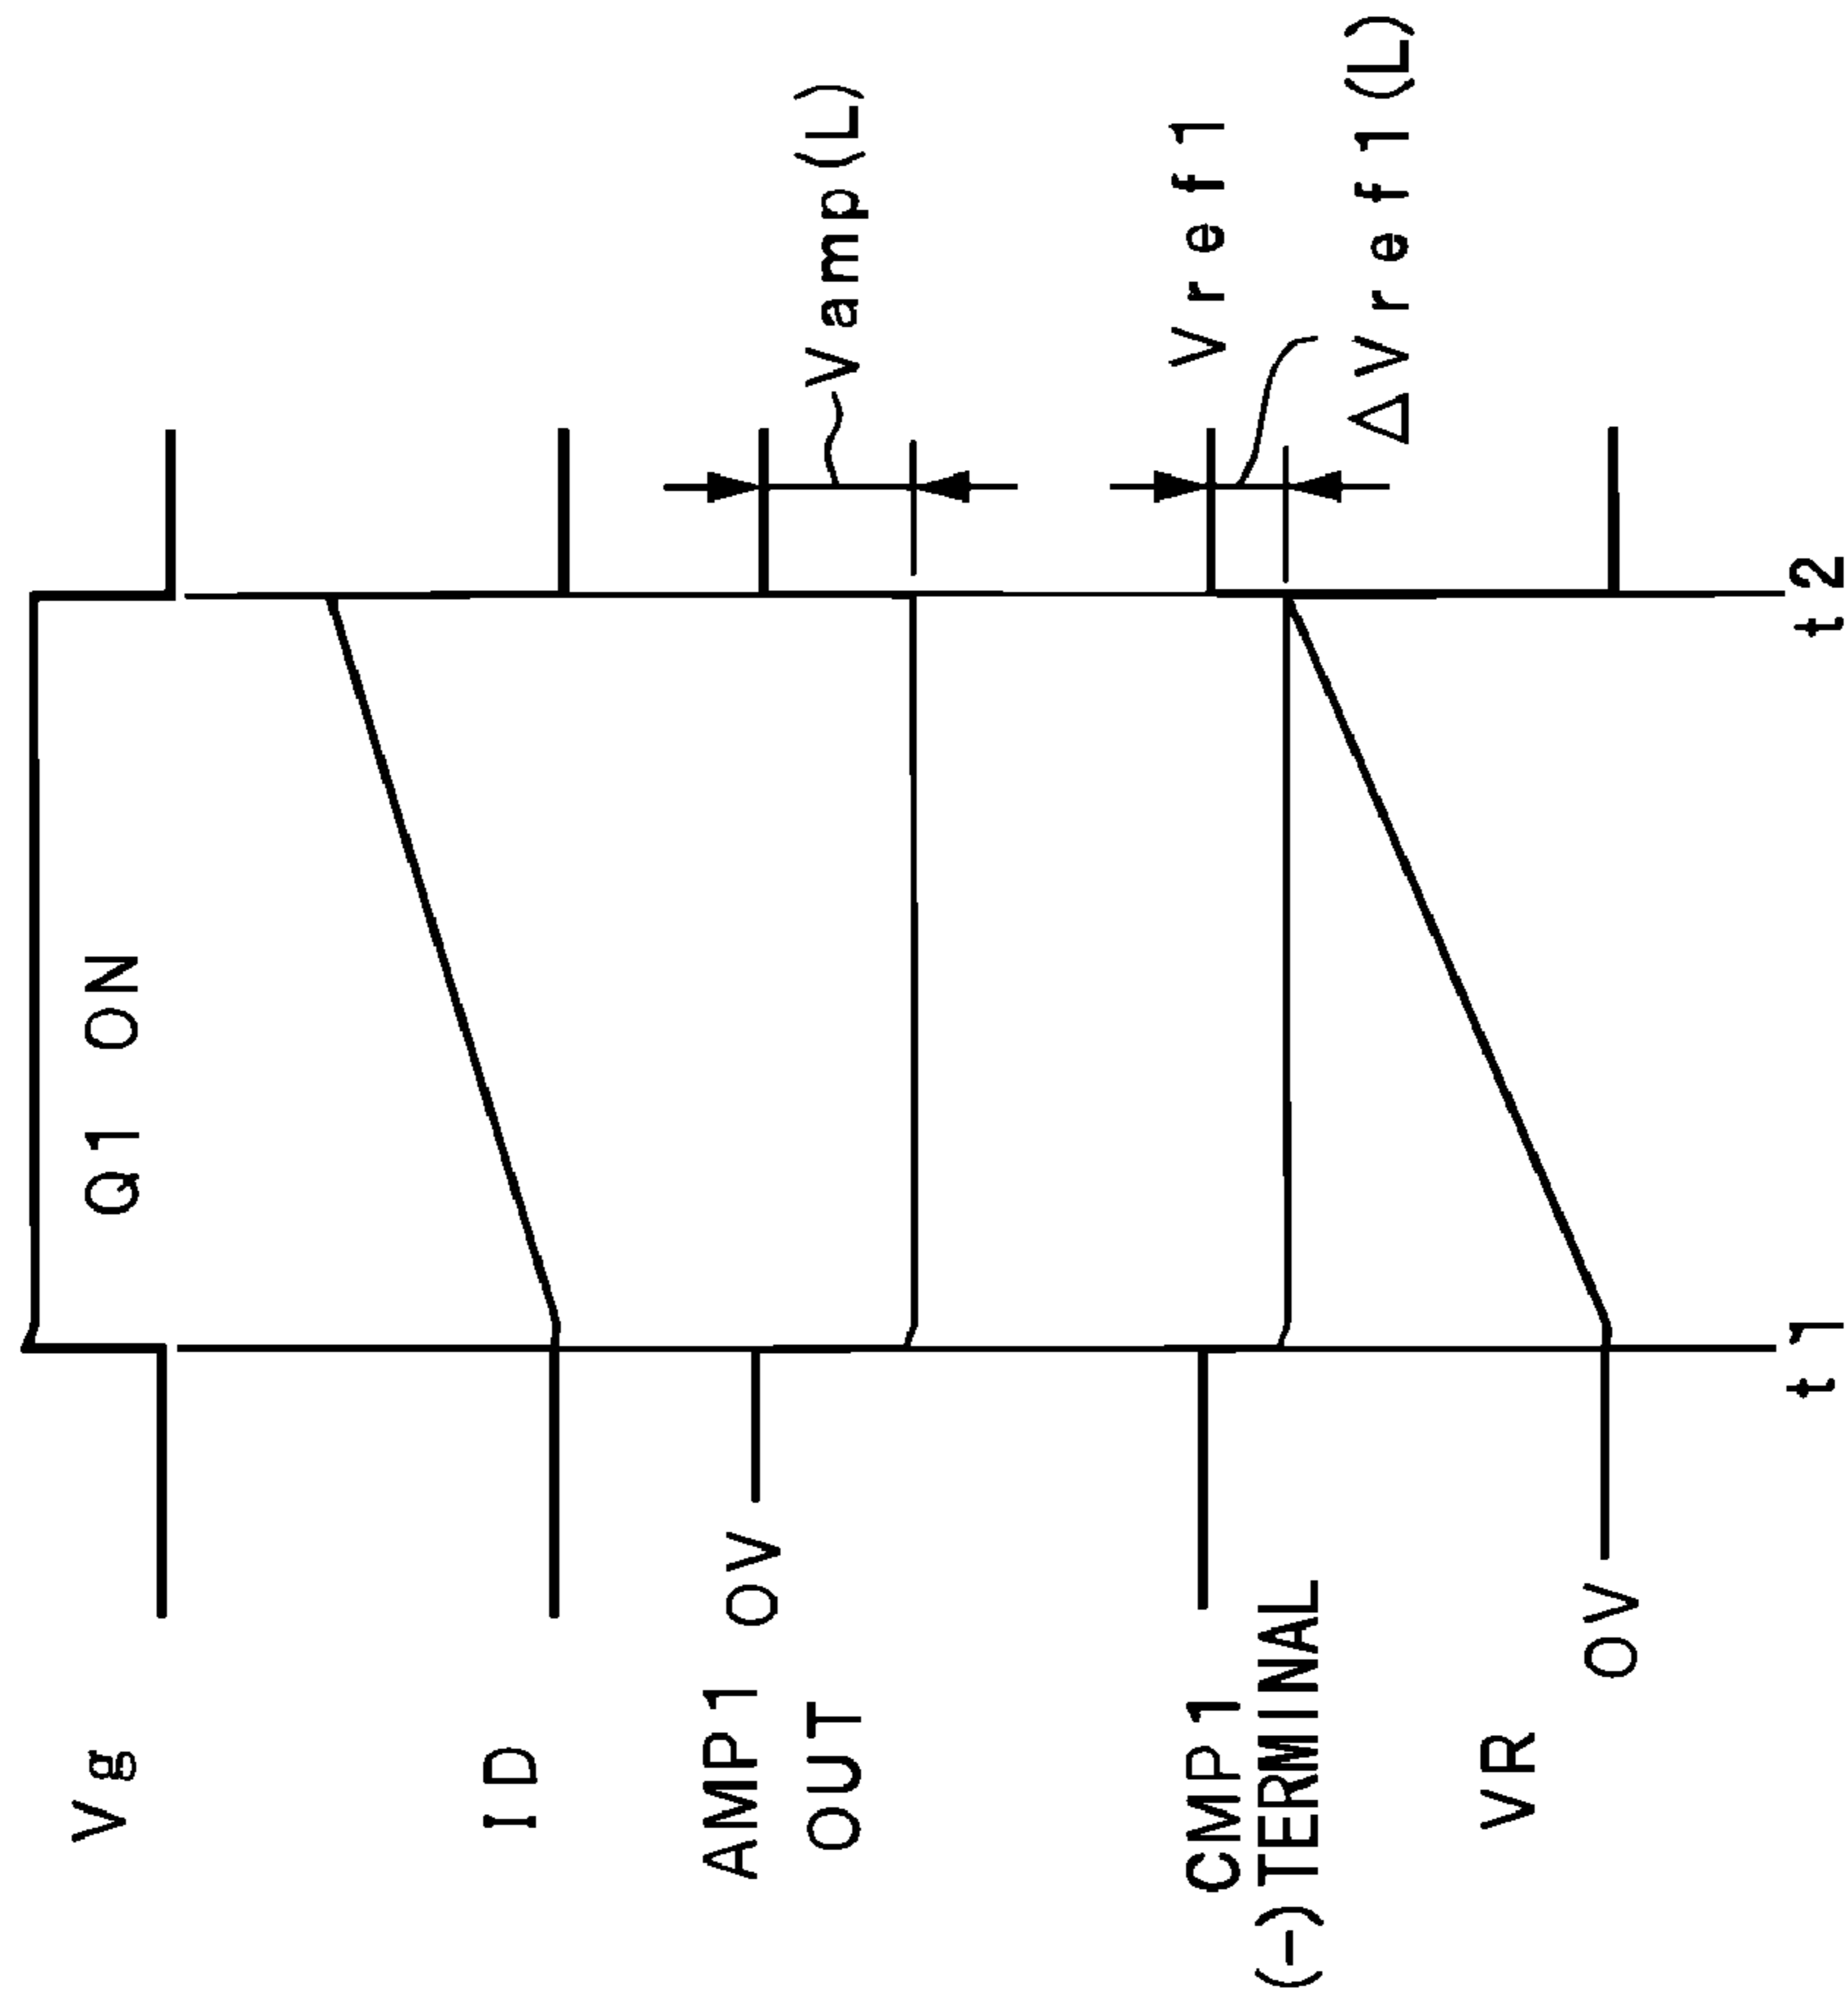 Vg
Q1 ON
ID
AMP1 0V
OUT
Vamp(L)
CMP1
(-)TERMINAL
Vref1
ΔVref1(L)
VR
0V
t1
t2